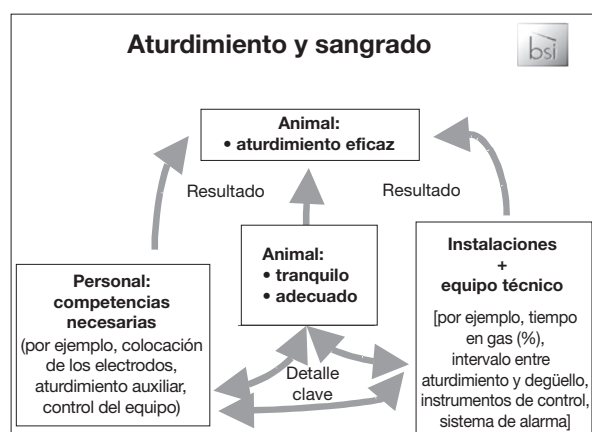 Aturdimiento y sangrado
bsi
Animal:
• aturdimiento eficaz
Resultado
Resultado
Animal:
• tranquilo
• adecuado
Personal:
competencias
necesarias
(por ejemplo, colocación
de los electrodos,
aturdimiento auxiliar,
control del equipo)
Instalaciones
+
equipo técnico
[por ejemplo, tiempo
en gas (%),
intervalo entre
aturdimiento y degüello,
instrumentos de control,
sistema de alarma]
Detalle
clave